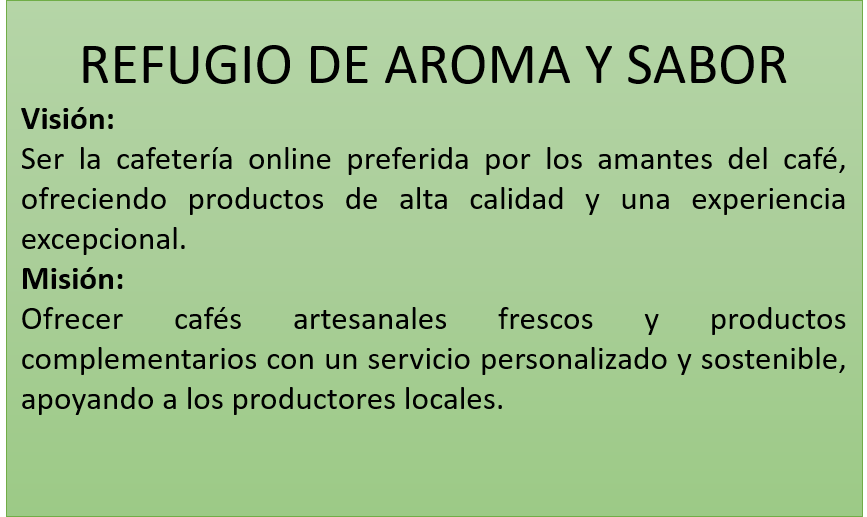 REFUGIO DE AROMA Y SABOR
Visión:
Ser la cafetería online preferida por los amantes del café,
ofreciendo productos de alta calidad y una experiencia
excepcional.
Misión:
Ofrecer cafés artesanales frescos y productos
complementarios con un servicio personalizado y sostenible,
apoyando a los productores locales.